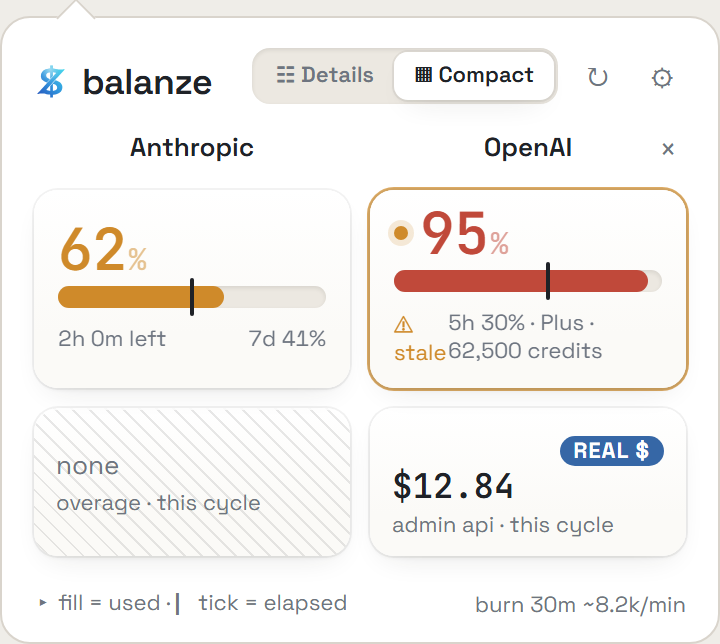 balanze
Details
Compact
Anthropic
OpenAI
×
62%
2h 0m left
7d 41%
95%
⚠ stale
5h 30% · Plus ·
62,500 credits
none
overage · this cycle
REAL $
$12.84
admin api · this cycle
▸ fill = used · | tick = elapsed
burn 30m ~8.2k/min